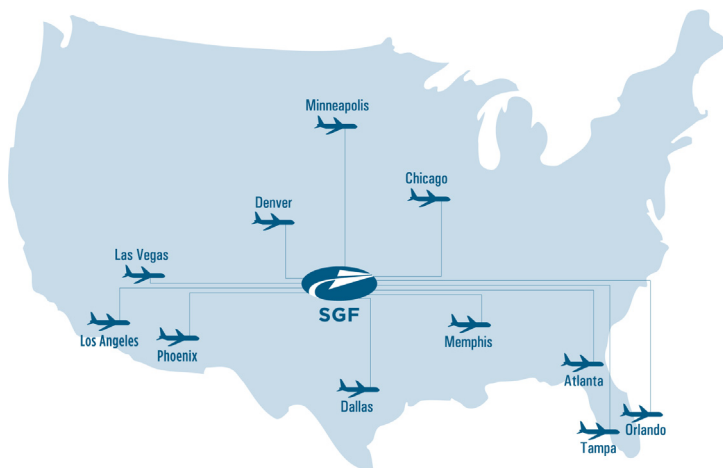 Minneapolis
Chicago
Denver
Las Vegas
SGF
Los Angeles
Phoenix
Memphis
Atlanta
Dallas
Orlando
Tampa